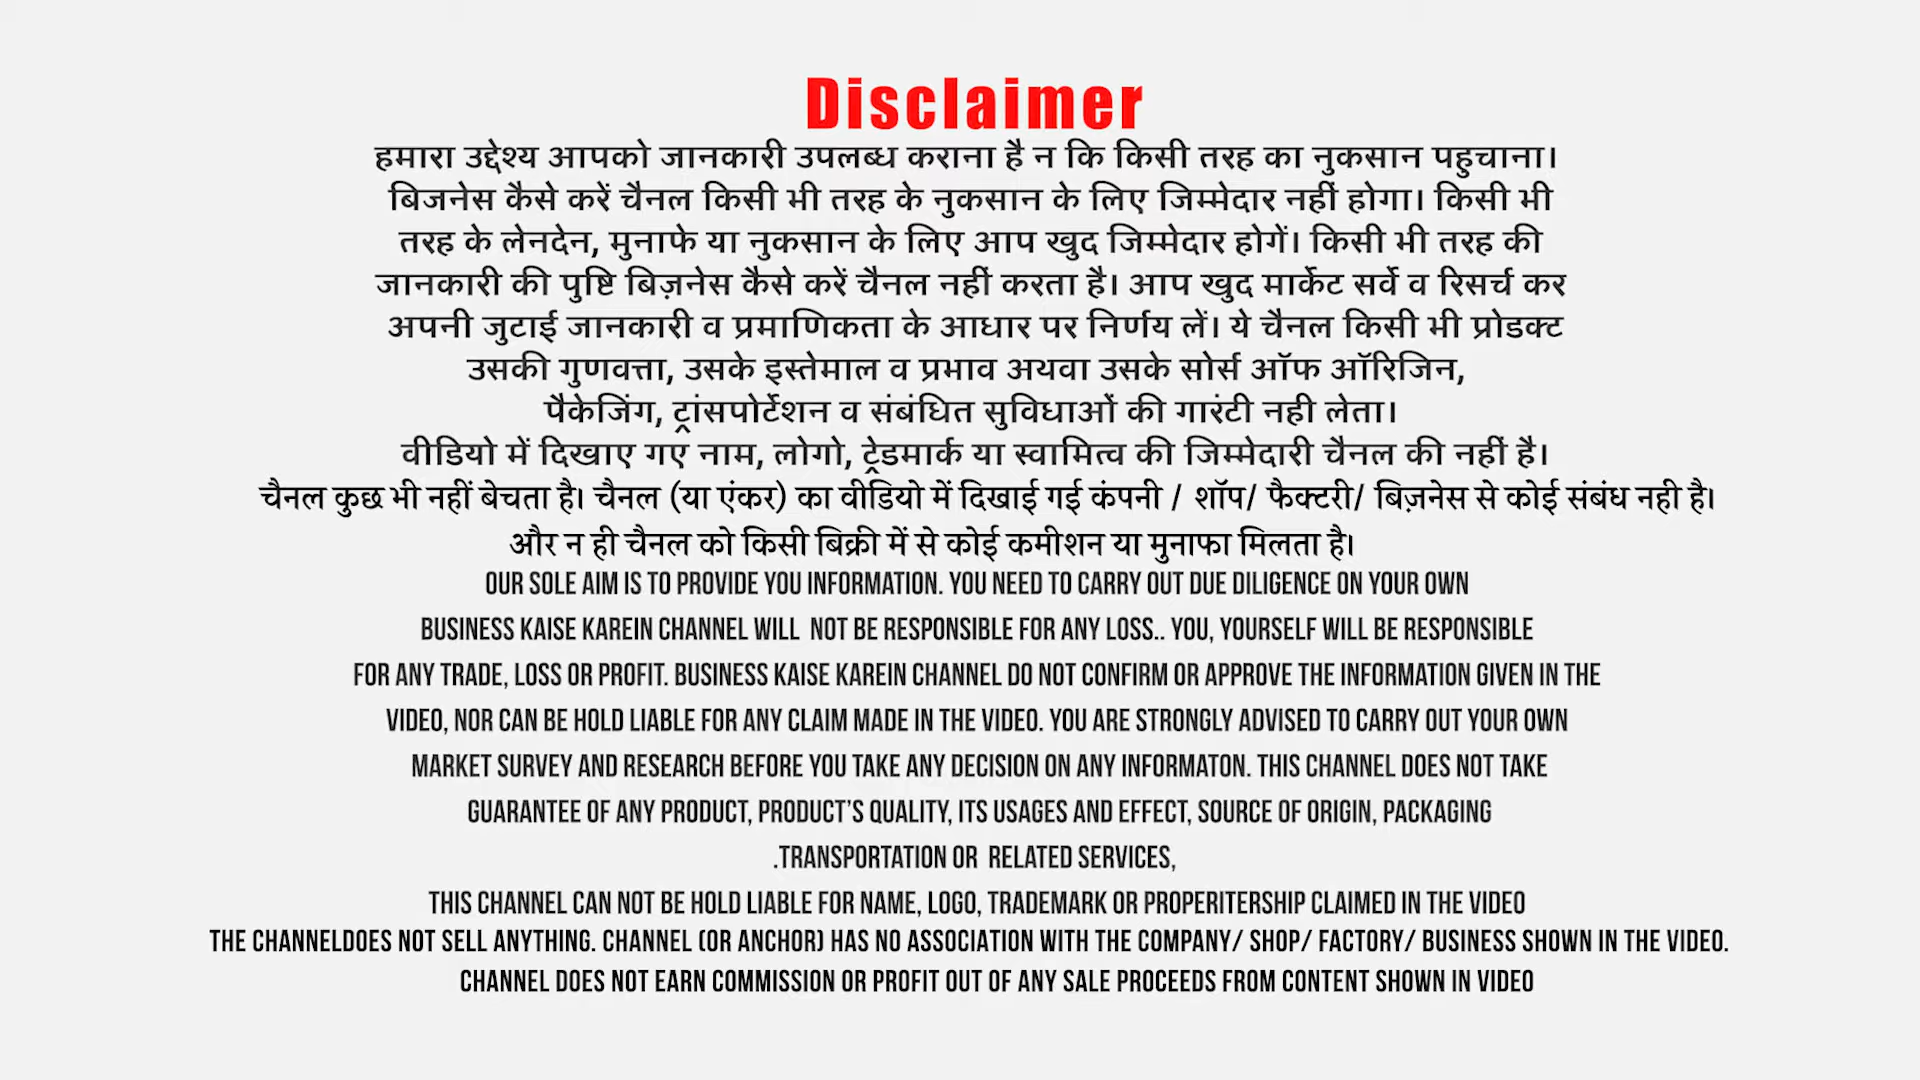 Disclaimer
हमारा उद्देश्य आपको जानकारी उपलब्ध कराना है न कि किसी तरह का नुकसान पहुचाना।
बिजनेस कैसे करें चैनल किसी भी तरह के नुकसान के लिए जिम्मेदार नहीं होगा। किसी भी
तरह के लेनदेन, मुनाफे या नुकसान के लिए आप खुद जिम्मेदार होगें। किसी भी तरह की
जानकारी की पुष्टि बिज़नेस कैसे करें चैनल नहीं करता है। आप खुद मार्केट सर्वे व रिसर्च कर
अपनी जुटाई जानकारी व प्रमाणिकता के आधार पर निर्णय लें। ये चैनल किसी भी प्रोडक्ट
उसकी गुणवत्ता, उसके इस्तेमाल व प्रभाव अथवा उसके सोर्स ऑफ ऑरिजिन,
पैकेजिंग, ट्रांसपोर्टेशन व संबंधित सुविधाओं की गारंटी नही लेता।
वीडियो में दिखाए गए नाम, लोगो, ट्रेडमार्क या स्वामित्व की जिम्मेदारी चैनल की नहीं है।
चैनल कुछ भी नहीं बेचता है। चैनल (या एंकर) का वीडियो में दिखाई गई कंपनी / शॉप/ फैक्टरी/ बिज़नेस से कोई संबंध नही है।
और न ही चैनल को किसी बिक्री में से कोई कमीशन या मुनाफा मिलता है।
OUR SOLE AIM IS TO PROVIDE YOU INFORMATION. YOU NEED TO CARRY OUT DUE DILIGENCE ON YOUR OWN
BUSINESS KAISE KAREIN CHANNEL WILL NOT BE RESPONSIBLE FOR ANY LOSS.. YOU, YOURSELF WILL BE RESPONSIBLE
FOR ANY TRADE, LOSS OR PROFIT. BUSINESS KAISE KAREIN CHANNEL DO NOT CONFIRM OR APPROVE THE INFORMATION GIVEN IN THE
VIDEO, NOR CAN BE HOLD LIABLE FOR ANY CLAIM MADE IN THE VIDEO. YOU ARE STRONGLY ADVISED TO CARRY OUT YOUR OWN
MARKET SURVEY AND RESEARCH BEFORE YOU TAKE ANY DECISION ON ANY INFORMATON. THIS CHANNEL DOES NOT TAKE
GUARANTEE OF ANY PRODUCT, PRODUCT'S QUALITY, ITS USAGES AND EFFECT, SOURCE OF ORIGIN, PACKAGING
.TRANSPORTATION OR RELATED SERVICES,
THIS CHANNEL CAN NOT BE HOLD LIABLE FOR NAME, LOGO, TRADEMARK OR PROPERITERSHIP CLAIMED IN THE VIDEO
THE CHANNELDOES NOT SELL ANYTHING. CHANNEL (OR ANCHOR) HAS NO ASSOCIATION WITH THE COMPANY/ SHOP/ FACTORY/ BUSINESS SHOWN IN THE VIDEO.
CHANNEL DOES NOT EARN COMMISSION OR PROFIT OUT OF ANY SALE PROCEEDS FROM CONTENT SHOWN IN VIDEO